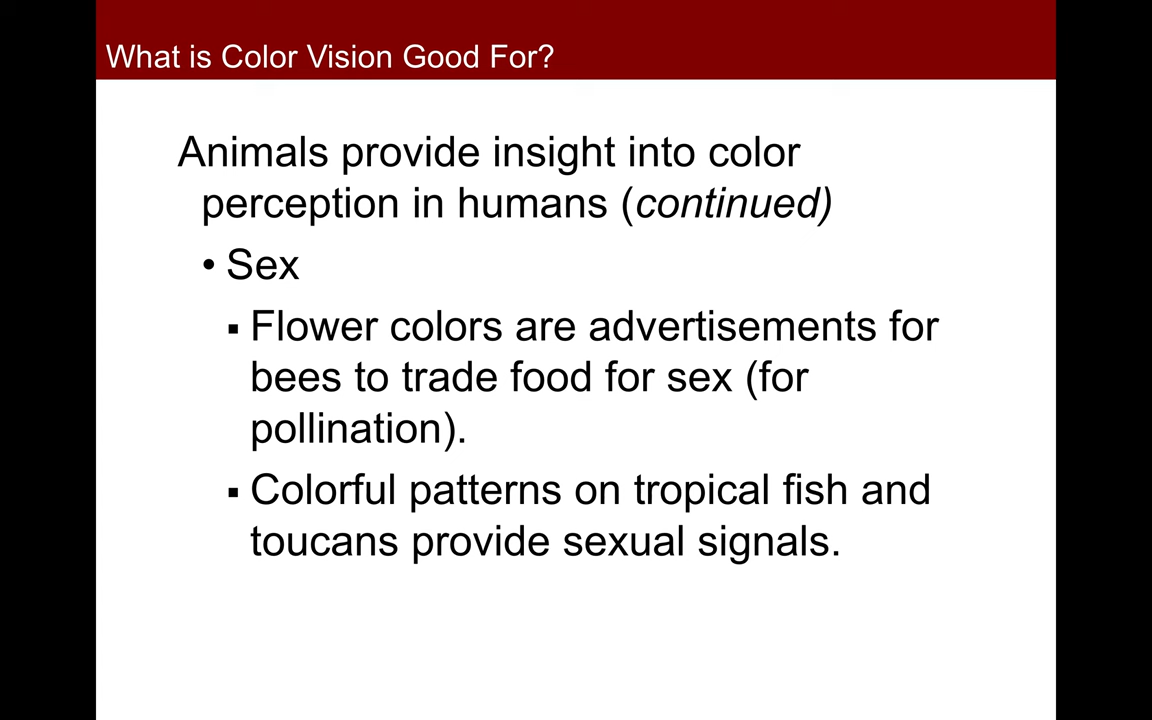 What is Color Vision Good For?
Animals provide insight into color
perception in humans (continued)
• Sex
▪ Flower colors are advertisements for
bees to trade food for sex (for
pollination).
▪ Colorful patterns on tropical fish and
toucans provide sexual signals.